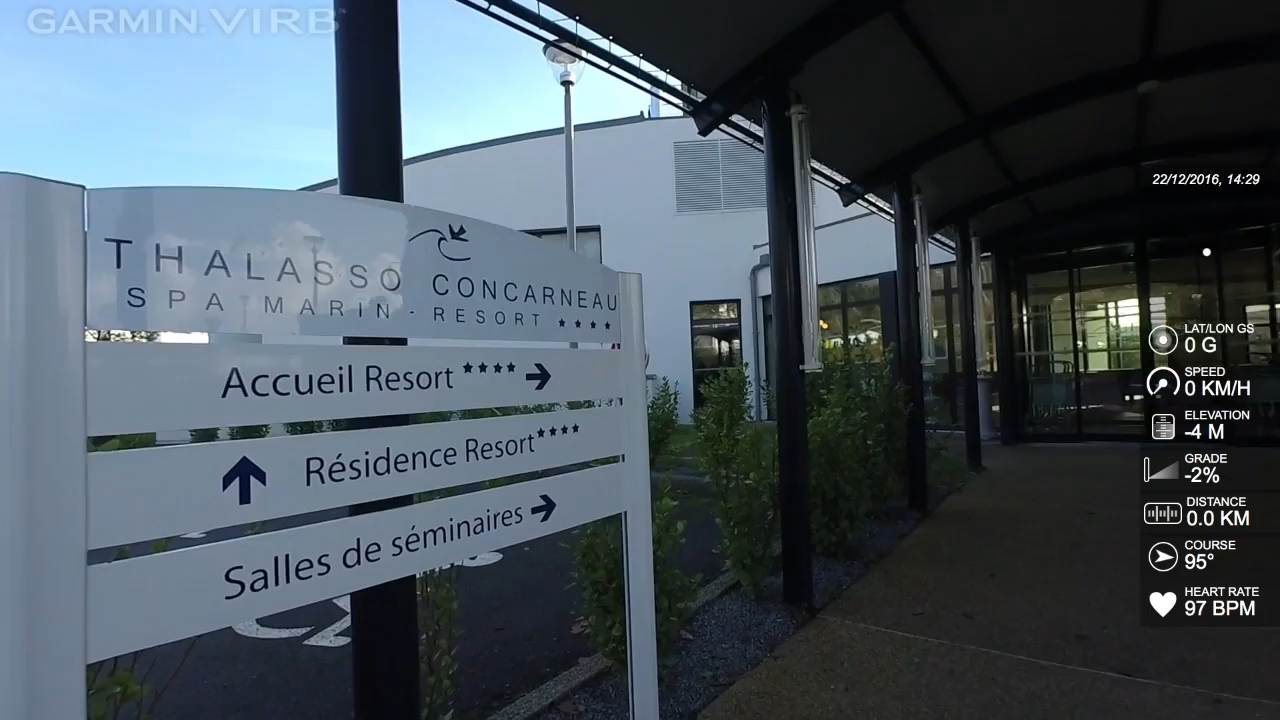 GARMIN.VIRB
THALASSO CONCARNEAU
SPA MARIN - RESORT ★★★★
Accueil Resort ★★★★ →
↑ Résidence Resort ★★★★
Salles de séminaires →
22/12/2016, 14:29
LAT/LON GS
0 G
SPEED
0 KM/H
ELEVATION
-4 M
GRADE
-2%
DISTANCE
0.0 KM
COURSE
95°
HEART RATE
97 BPM